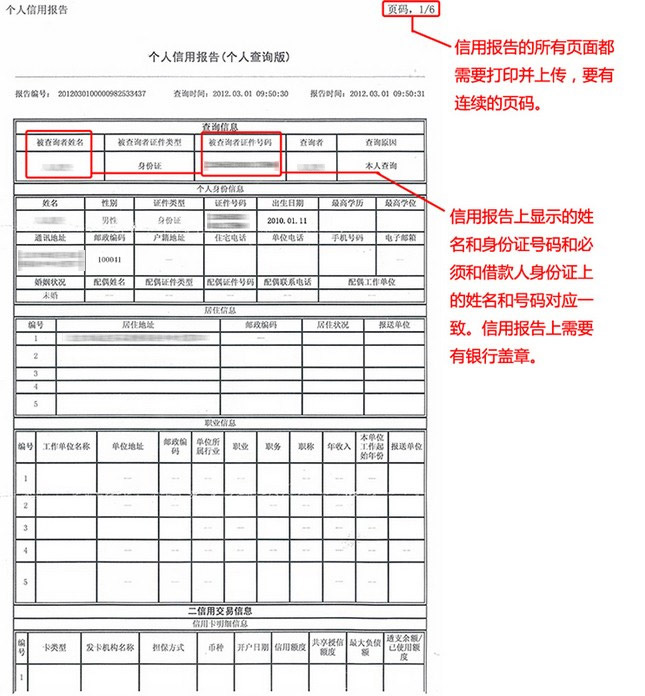 个人信用报告
页码，1/6
信用报告的所有页面都
需要打印并上传，要有
连续的页码。
个人信用报告(个人查询版)
报告编号： 2012030100000982533437 查询时间：2012.03.01 09:50:30 报告时间：2012.03.01 09:50:31
查询信息
被查询者姓名 被查询者证件类型 被查询者证件号码 查询者 查询原因
身份证 本人查询
个人身份信息
姓名 性别 证件类型 证件号码 出生日期 最高学历 最高学位
男性 身份证 2010.01.11
通讯地址 邮政编码 户籍地址 住宅电话 单位电话 手机号码 电子邮箱
100041
婚姻状况 配偶姓名 配偶证件类型 配偶证件号码 配偶联系电话 配偶工作单位
未婚 -- -- -- -- --
信用报告上显示的姓
名和身份证号码和必
须和借款人身份证上
的姓名和号码对应一
致。信用报告上需要
有银行盖章。
居住信息
编号 居住地址 邮政编码 居住状况 报送单位
1 --
2
3
4
5
职业信息
编号 工作单位名称 单位地址 邮政编码 单位所属行业 职业 职务 职称 年收入 本单位工作起始年份 报送单位
1 -- -- -- -- -- -- -- --
2 -- -- -- -- -- -- -- --
3 -- -- -- -- -- -- -- --
4 -- -- -- -- -- -- -- --
5 -- -- -- -- -- -- -- --
二信用交易信息
信用卡明细信息
编号 卡类型 发卡机构名称 担保方式 币种 开户日期 信用额度 共享授信额度 最大负债额 透支余额/已使用额度
1